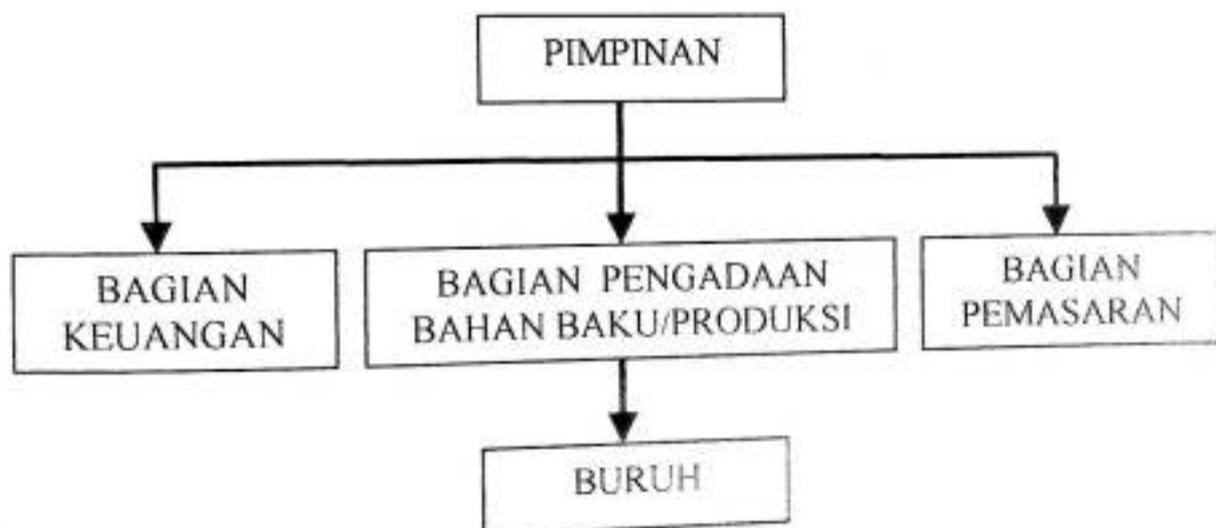 PIMPINAN
BAGIAN
KEUANGAN
BAGIAN PENGADAAN
BAHAN BAKU/PRODUKSI
BAGIAN
PEMASARAN
BURUH